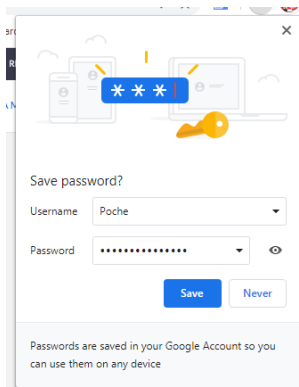 * * *
Save password?
Username Poche
Password •••••••••••••••
Save Never
Passwords are saved in your Google Account so you
can use them on any device